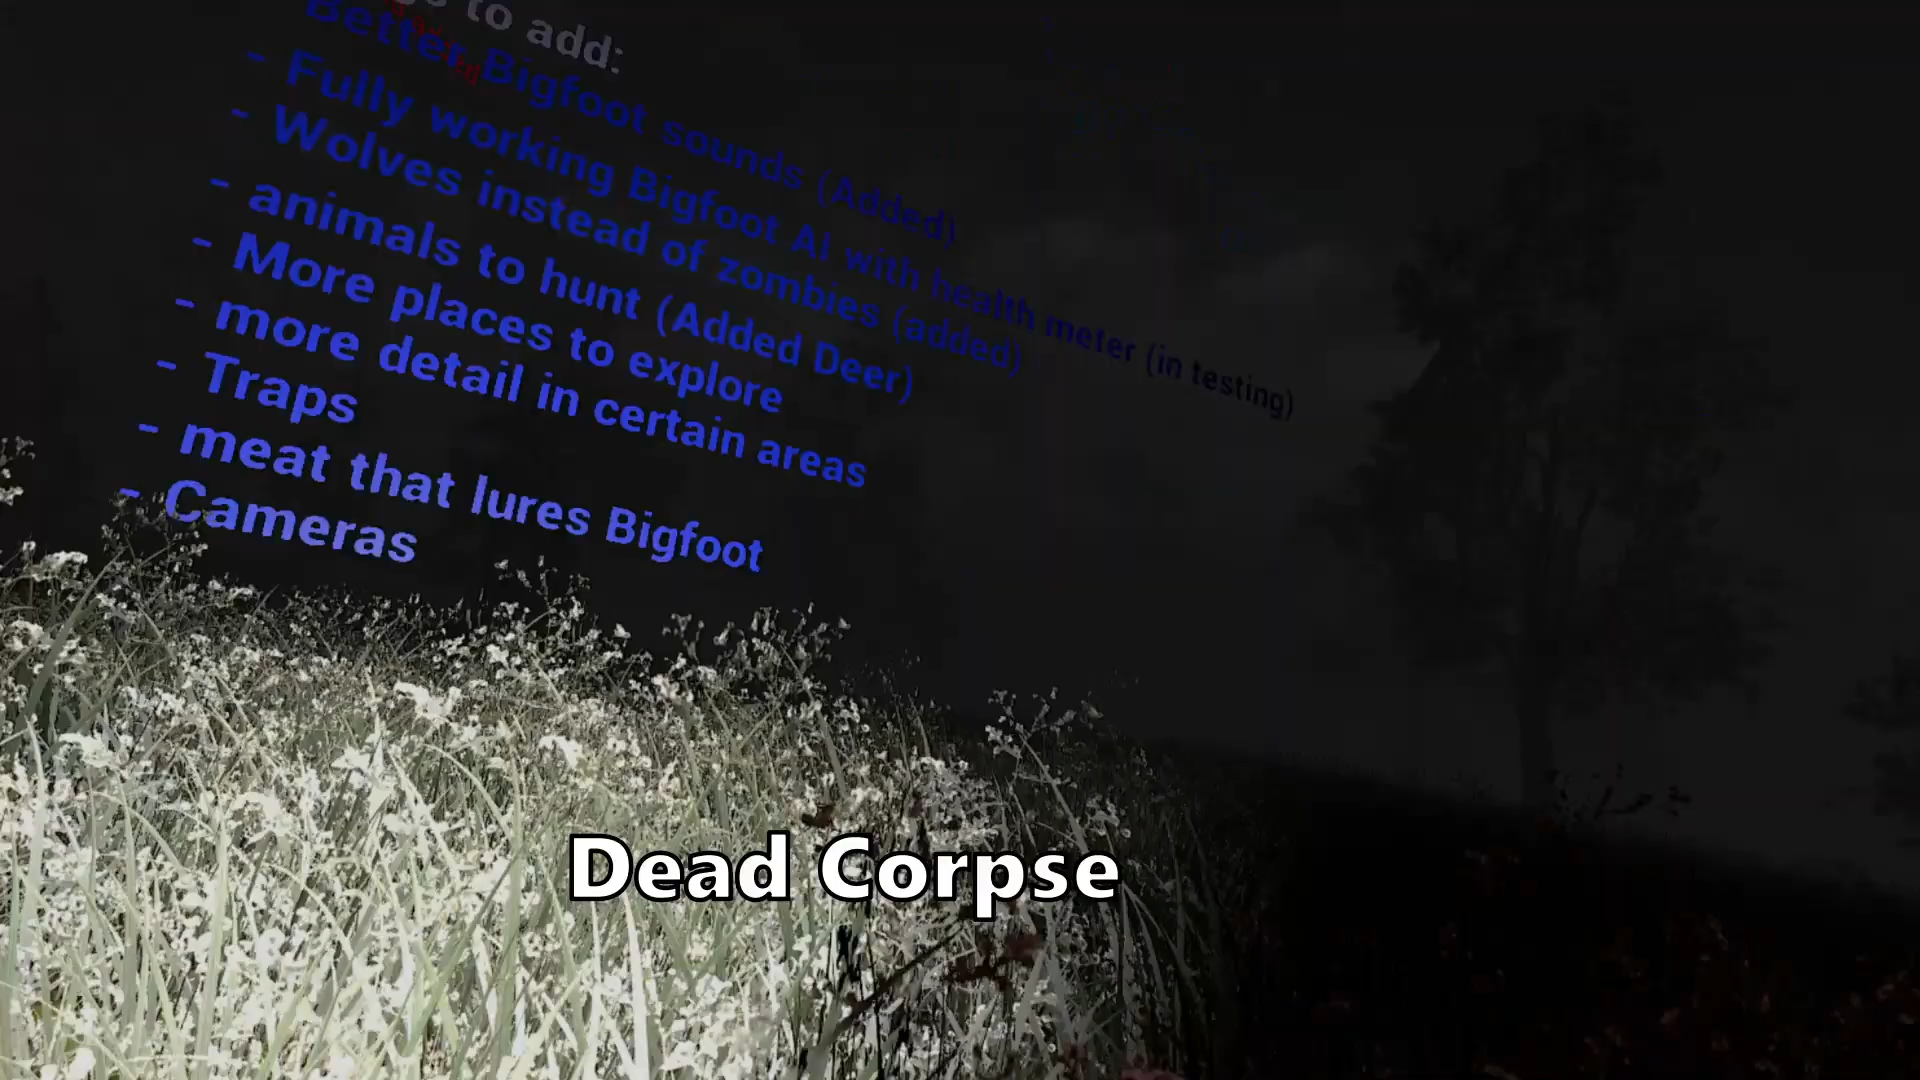 to add:
Better Bigfoot sounds (Added)
- Fully working Bigfoot AI with health meter (in testing)
- Wolves instead of zombies (added)
- animals to hunt (Added Deer)
- More places to explore
- more detail in certain areas
- Traps
- meat that lures Bigfoot
- Cameras
Dead Corpse